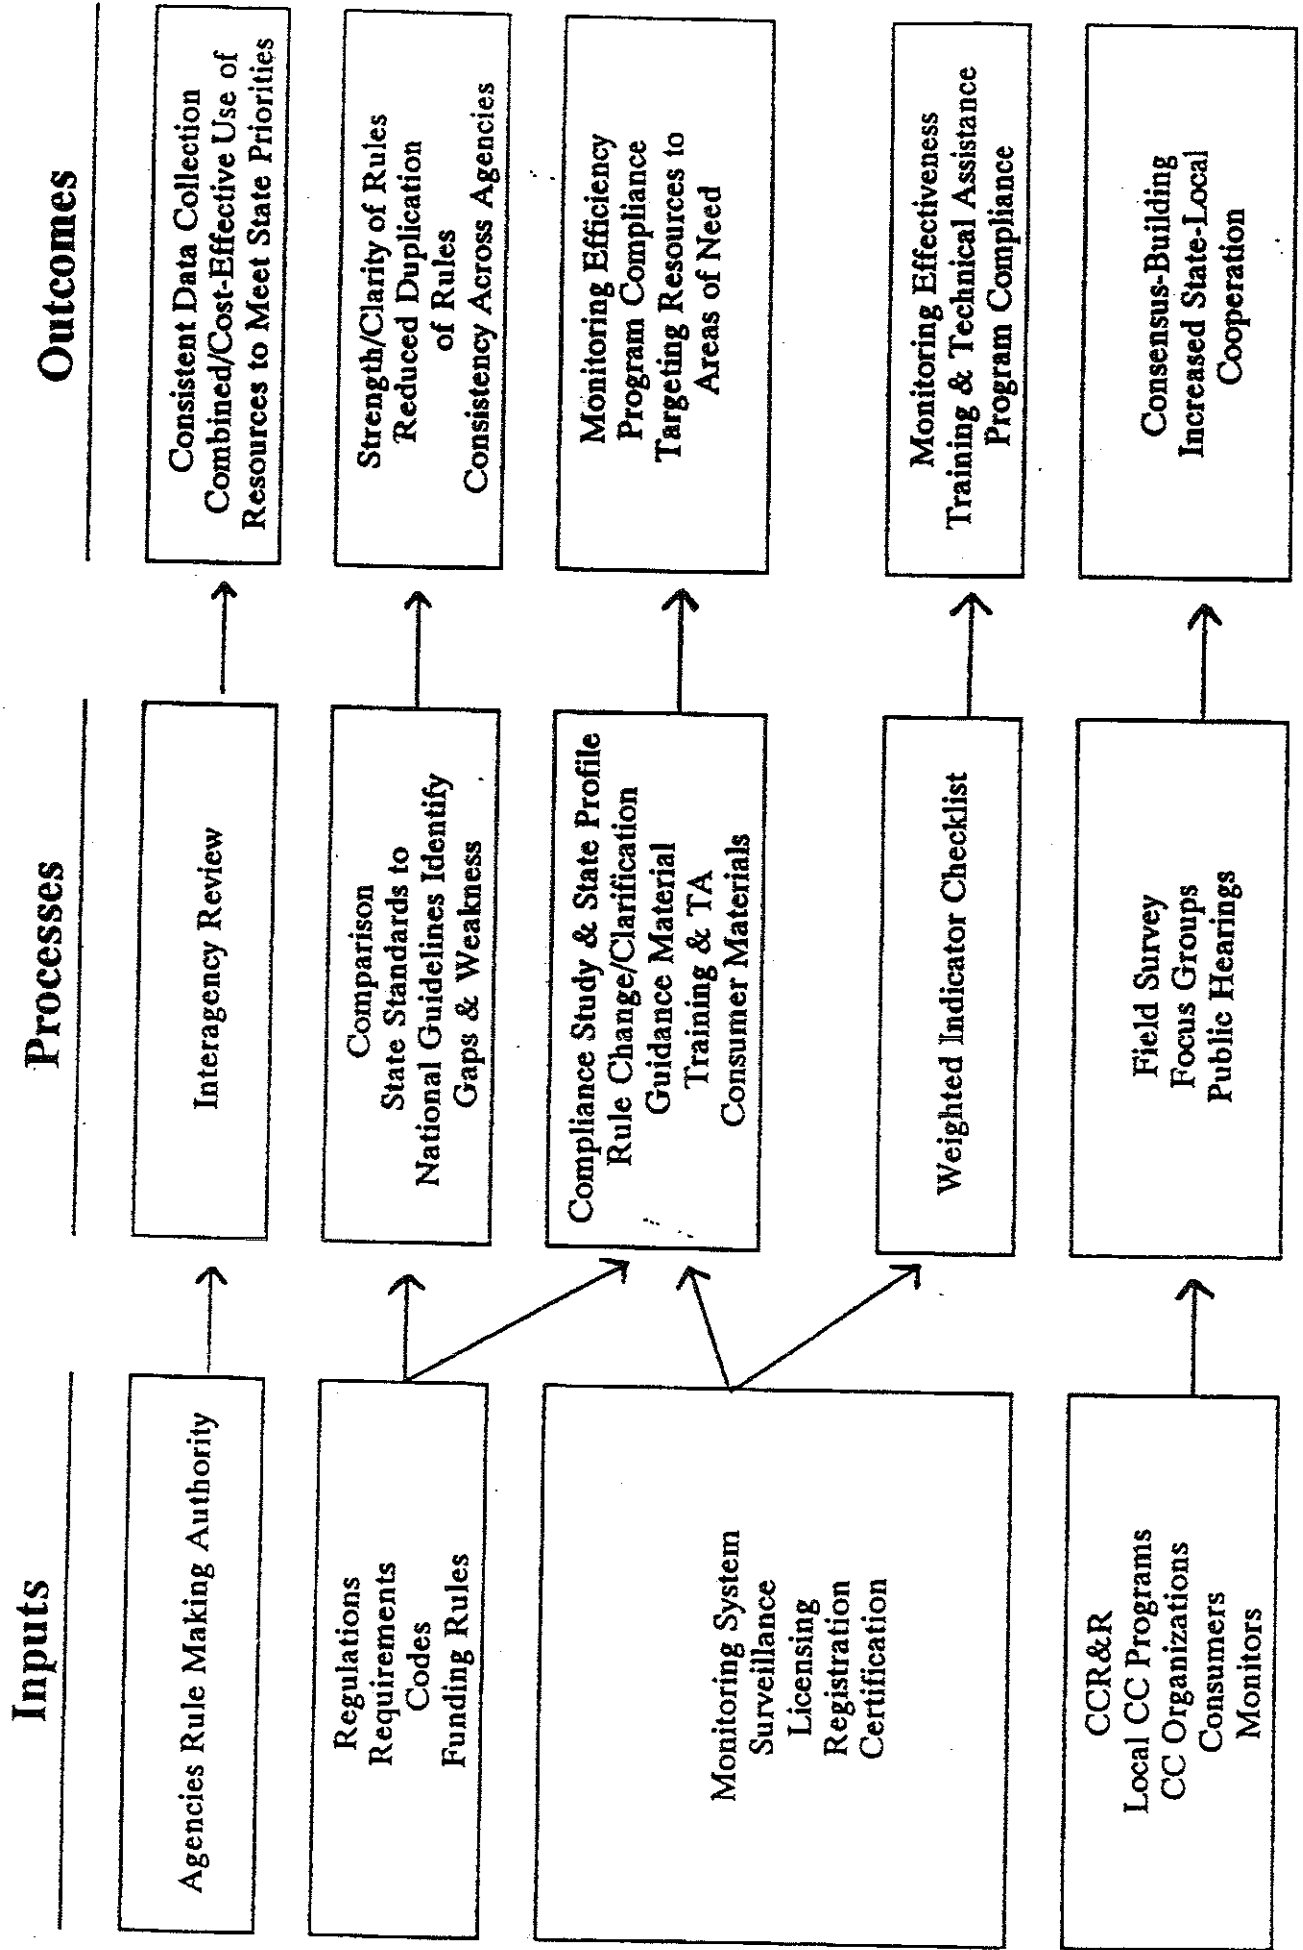 Inputs
Processes
Outcomes
Agencies Rule Making Authority
Interagency Review
Consistent Data Collection
Combined/Cost-Effective Use of
Resources to Meet State Priorities
Regulations
Requirements
Codes
Funding Rules
Comparison
State Standards to
National Guidelines Identify
Gaps & Weakness
Strength/Clarity of Rules
Reduced Duplication
of Rules
Consistency Across Agencies
Monitoring System
Surveillance
Licensing
Registration
Certification
Compliance Study & State Profile
Rule Change/Clarification
Guidance Material
Training & TA
Consumer Materials
Monitoring Efficiency
Program Compliance
Targeting Resources to
Areas of Need
Weighted Indicator Checklist
Monitoring Effectiveness
Training & Technical Assistance
Program Compliance
CCR&R
Local CC Programs
CC Organizations
Consumers
Monitors
Field Survey
Focus Groups
Public Hearings
Consensus-Building
Increased State-Local
Cooperation